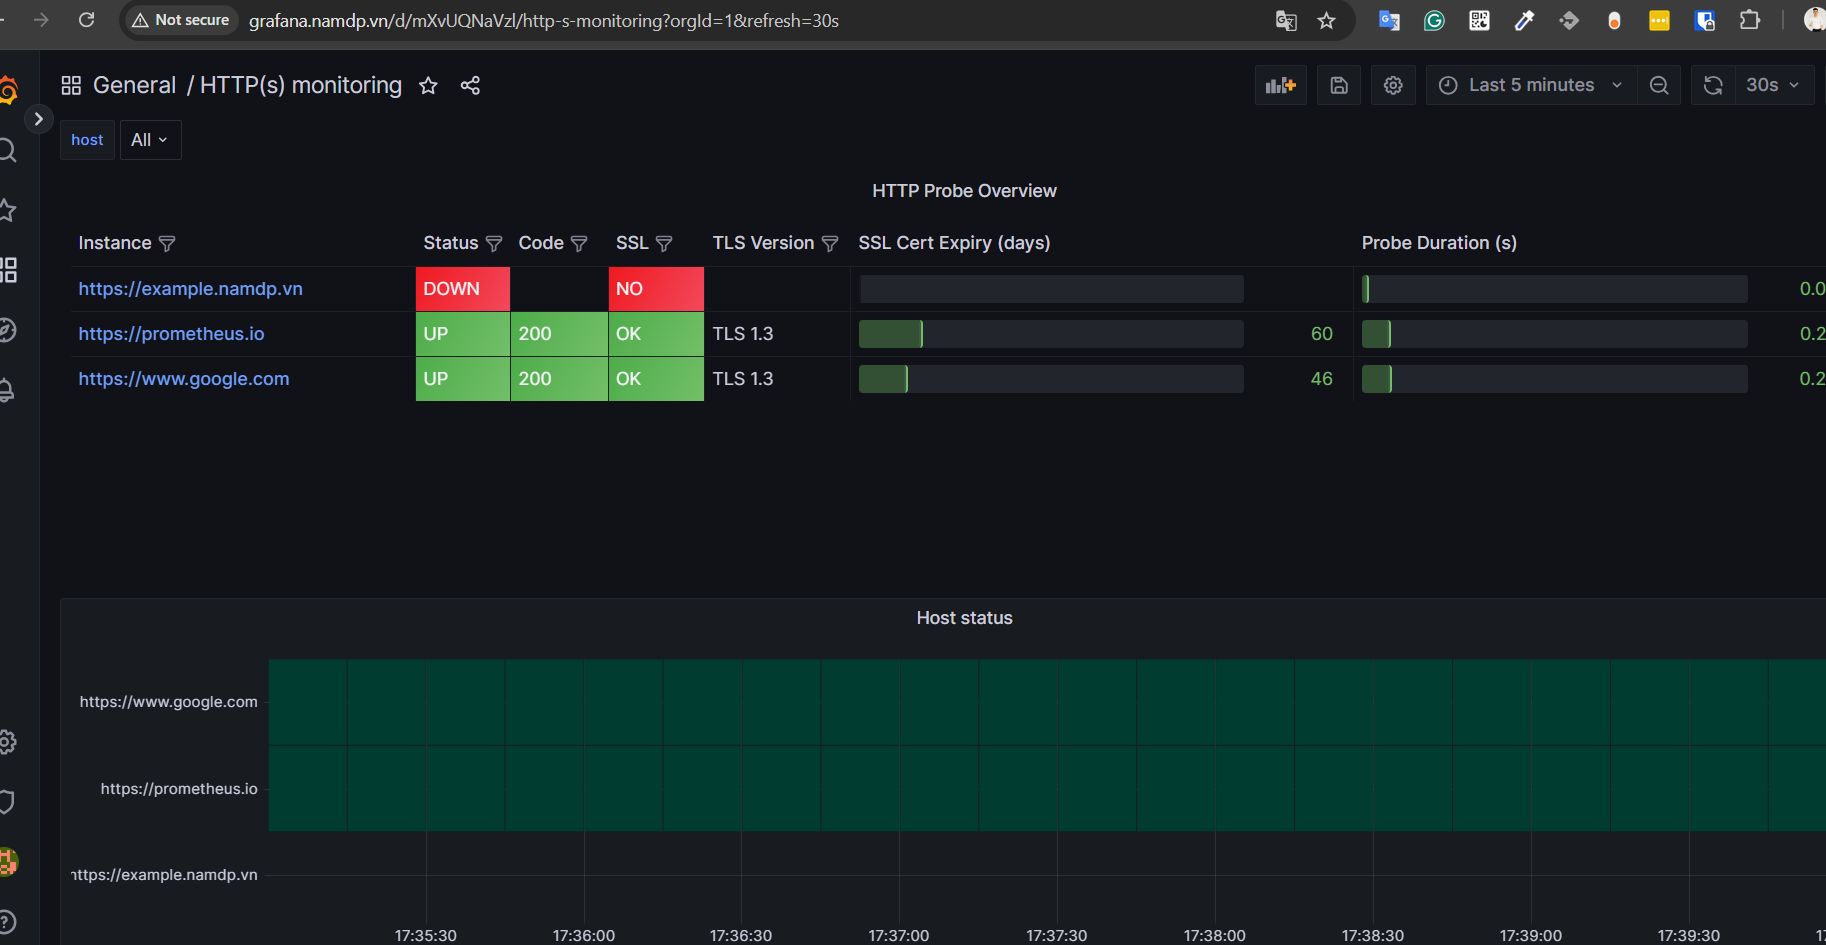 Not secure grafana.namdp.vn/d/mXvUQNaVzl/http-s-monitoring?orgId=1&refresh=30s
General / HTTP(s) monitoring Last 5 minutes 30s
host All
HTTP Probe Overview
Instance Status Code SSL TLS Version SSL Cert Expiry (days) Probe Duration (s)
https://example.namdp.vn DOWN NO 0.0
https://prometheus.io UP 200 OK TLS 1.3 60 0.2
https://www.google.com UP 200 OK TLS 1.3 46 0.2
Host status
https://www.google.com
https://prometheus.io
https://example.namdp.vn
17:35:30 17:36:00 17:36:30 17:37:00 17:37:30 17:38:00 17:38:30 17:39:00 17:39:30